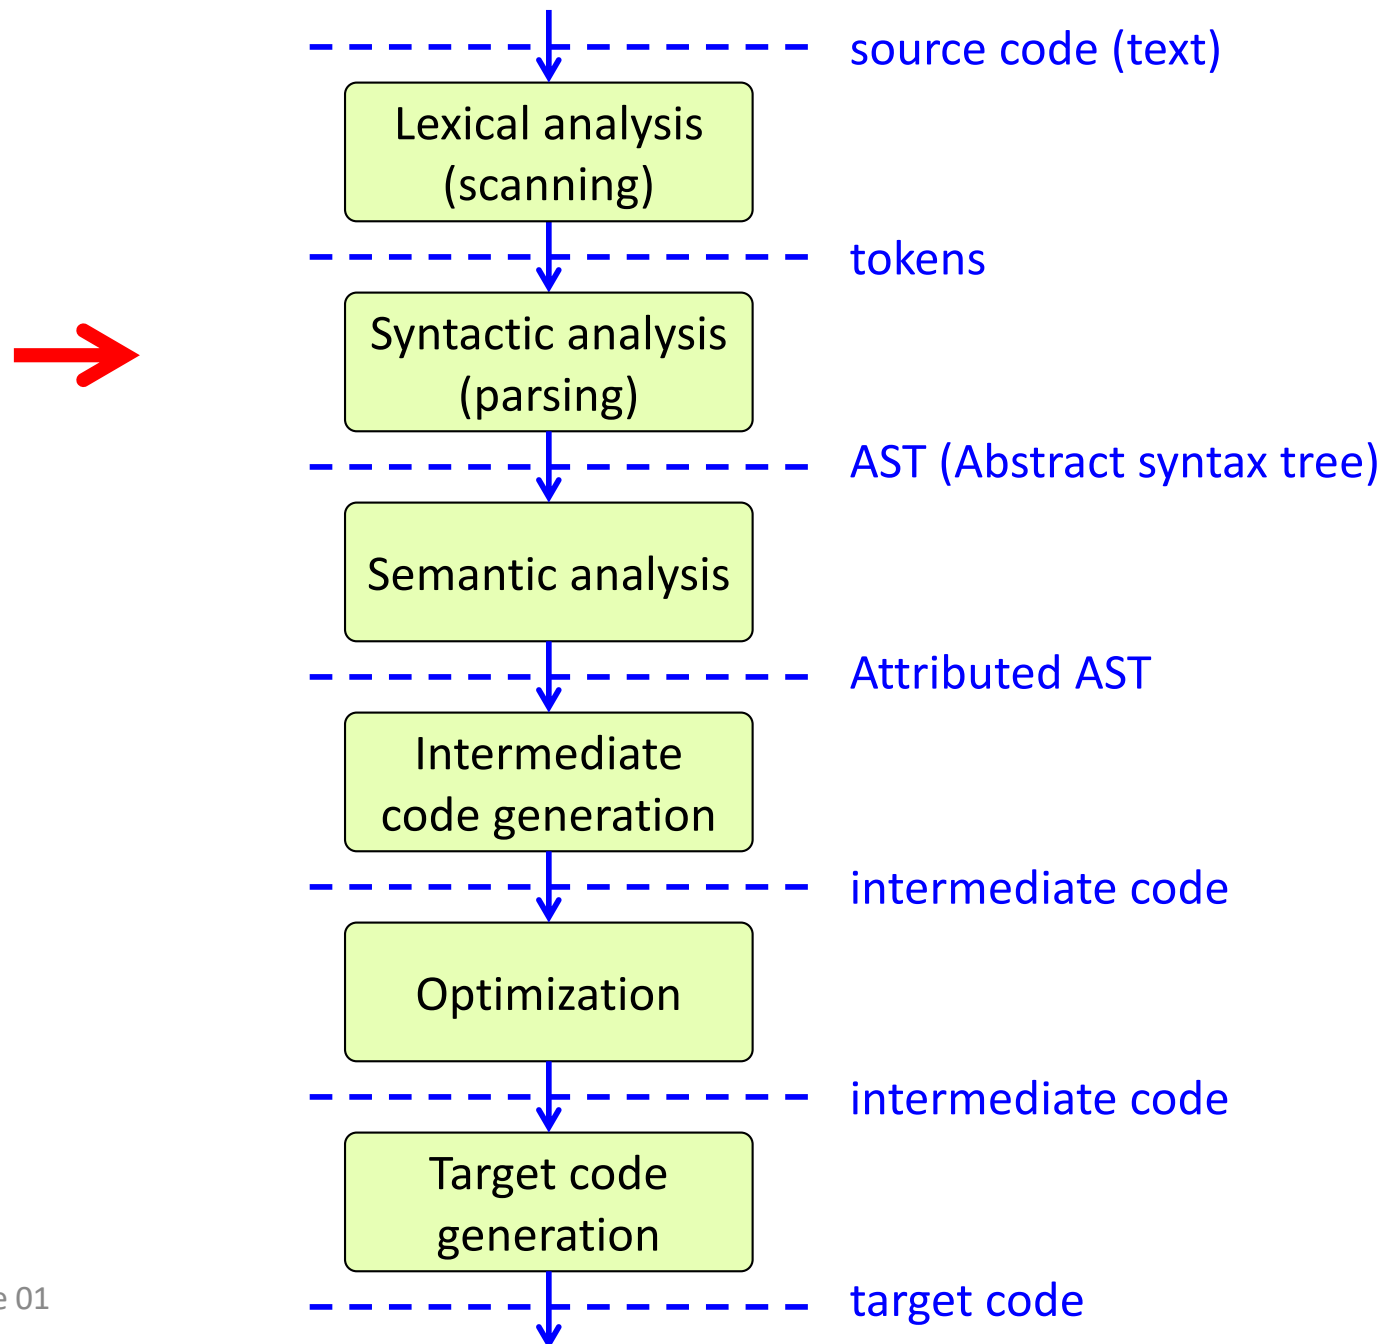 source code (text)
Lexical analysis
(scanning)
tokens
Syntactic analysis
(parsing)
AST (Abstract syntax tree)
Semantic analysis
Attributed AST
Intermediate
code generation
intermediate code
Optimization
intermediate code
Target code
generation
target code
01